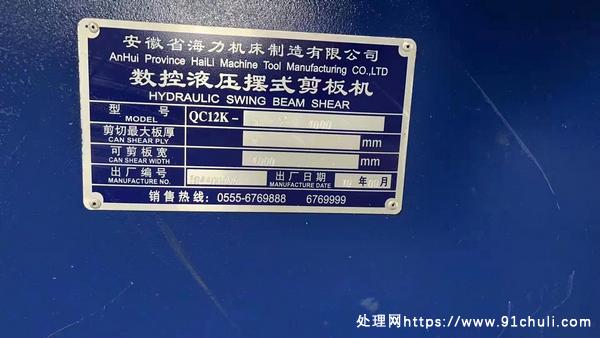 安徽省海力机床制造有限公司
AnHui Province HaiLi Machine Tool Manufacturing CO.,LTD
数控液压摆式剪板机
HYDRAULIC SWING BEAM SHEAR
型 号 QC12K- 4000
MODEL
剪切最大板厚 mm
CAN SHEAR PLY
可剪板宽 4000 mm
CAN SHEAR WIDTH
出厂编号 出厂日期 年 月
MANUFACTURE NO. MANUFACTURE DATE
销售热线: 0555-6769888 6769999
处理网https://www.91chuli.com/